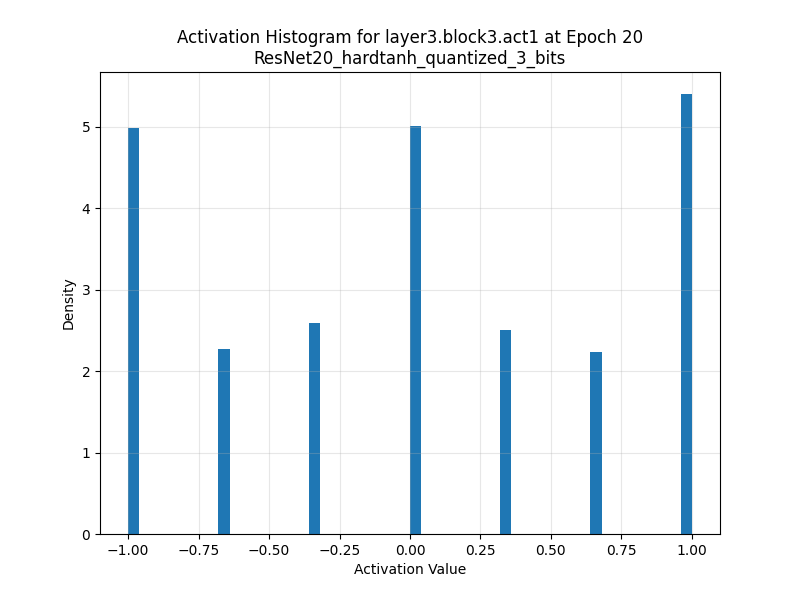 Activation Histogram for layer3.block3.act1 at Epoch 20
ResNet20_hardtanh_quantized_3_bits
Density
5
4
3
2
1
0
−1.00 −0.75 −0.50 −0.25 0.00 0.25 0.50 0.75 1.00
Activation Value